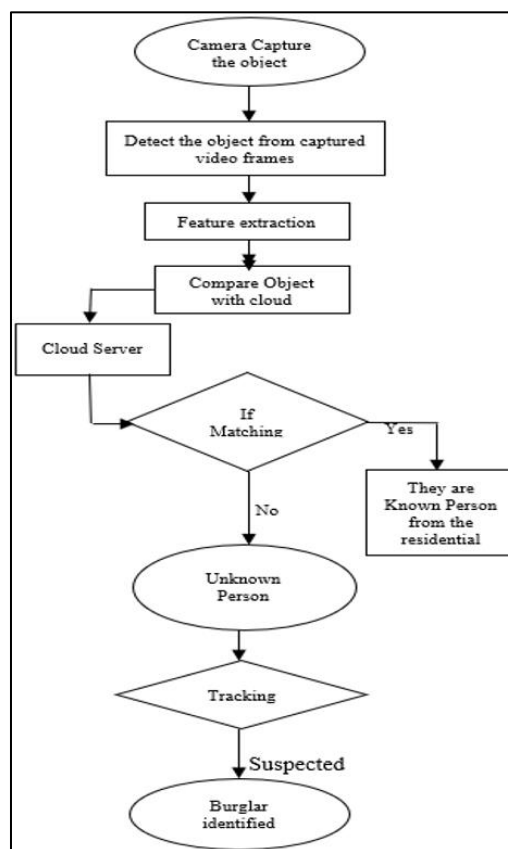 Camera Capture
the object
Detect the object from captured
video frames
Feature extraction
Compare Object
with cloud
Cloud Server
If
Matching
Yes
They are
Known Person
from the
residential
No
Unknown
Person
Tracking
Suspected
Burglar
identified